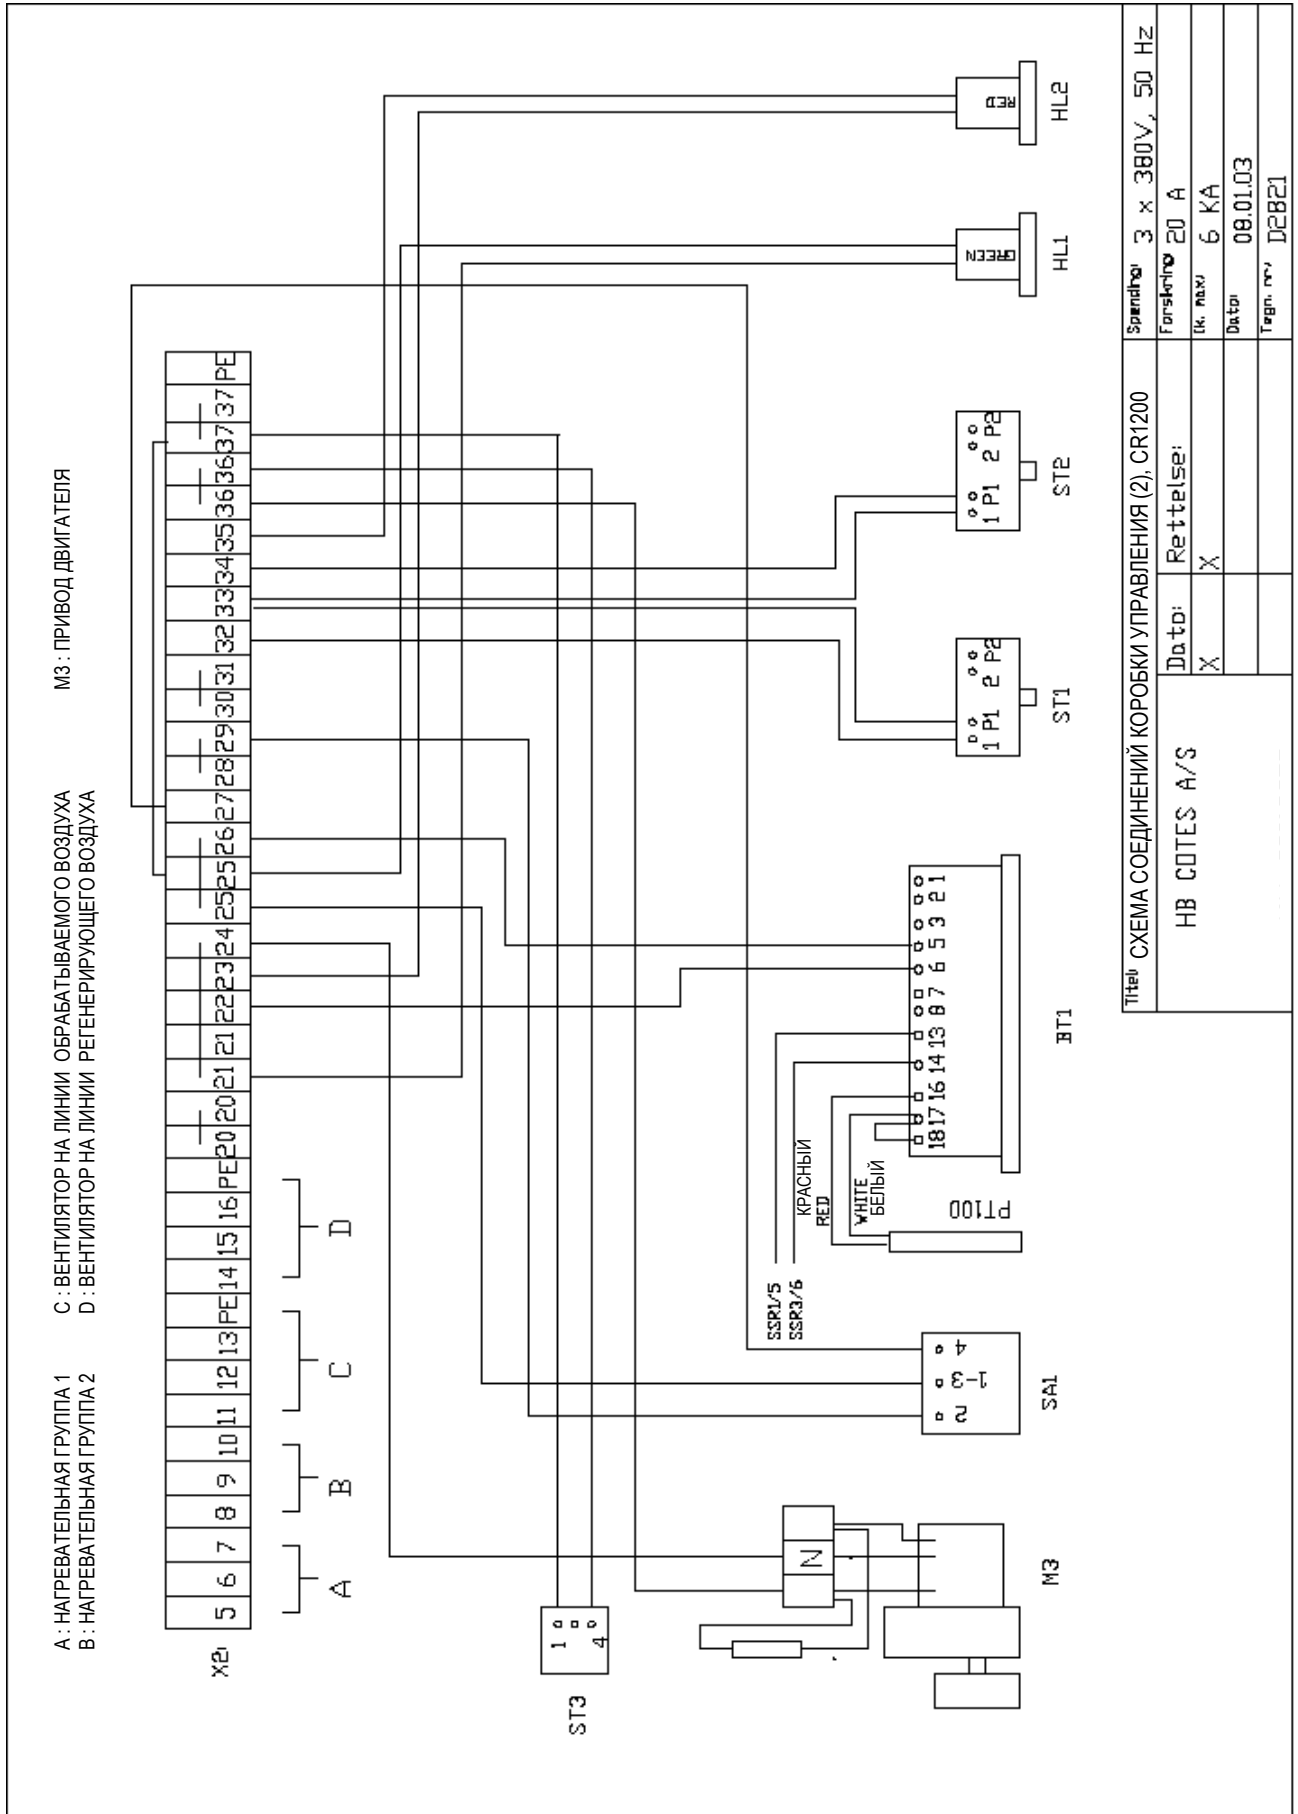 A : НАГРЕВАТЕЛЬНАЯ ГРУППА 1
B : НАГРЕВАТЕЛЬНАЯ ГРУППА 2
C : ВЕНТИЛЯТОР НА ЛИНИИ ОБРАБАТЫВАЕМОГО ВОЗДУХА
D : ВЕНТИЛЯТОР НА ЛИНИИ РЕГЕНЕРИРУЮЩЕГО ВОЗДУХА
M3 : ПРИВОД ДВИГАТЕЛЯ
X2:
5 6 7 8 9 10 11 12 13 PE 14 15 16 PE 20 20 21 21 22 23 24 25 25 26 27 28 29 30 31 32 33 34 35 36 36 37 37 PE
A
B
C
D
ST3
1
4
N
M3
SA1
2
1-3
4
SSR1/5
SSR3/6
КРАСНЫЙ
RED
WHITE
БЕЛЫЙ
PT100
18 17 16 14 13 8 7 6 5 3 2 1
BT1
1 P1 2 P2
ST1
1 P1 2 P2
ST2
GREEN
HL1
RED
HL2
Titel: СХЕМА СОЕДИНЕНИЙ КОРОБКИ УПРАВЛЕНИЯ (2), CR1200
HB COTES A/S
Dato:
Rettelse:
X
X
Spending: 3 x 380V, 50 Hz
Forsikring: 20 A
Ik. max: 6 KA
Dato: 08.01.03
Tegn. nr: D2821